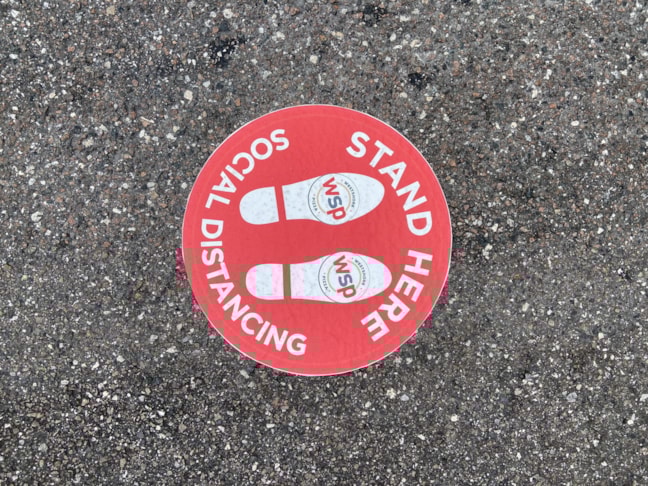 STAND HERE
wsp
wsp
SOCIAL DISTANCING